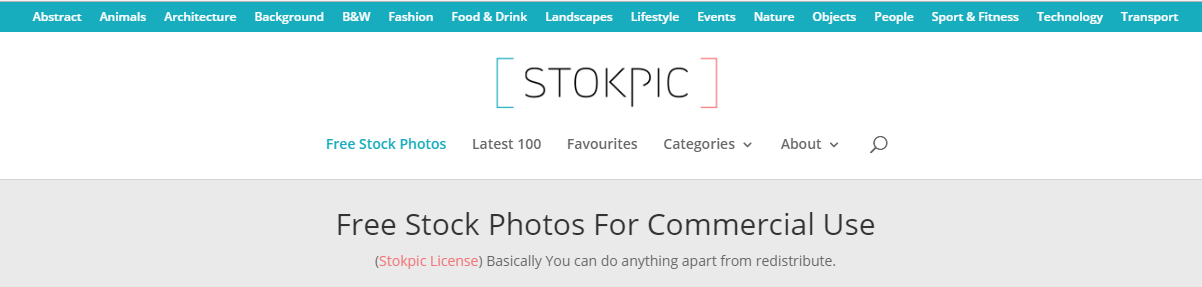 Abstract Animals Architecture Background B&W Fashion Food & Drink Landscapes Lifestyle Events Nature Objects People Sport & Fitness Technology Transport
STOKPIC
Free Stock Photos Latest 100 Favourites Categories About
Free Stock Photos For Commercial Use
(Stokpic License) Basically You can do anything apart from redistribute.